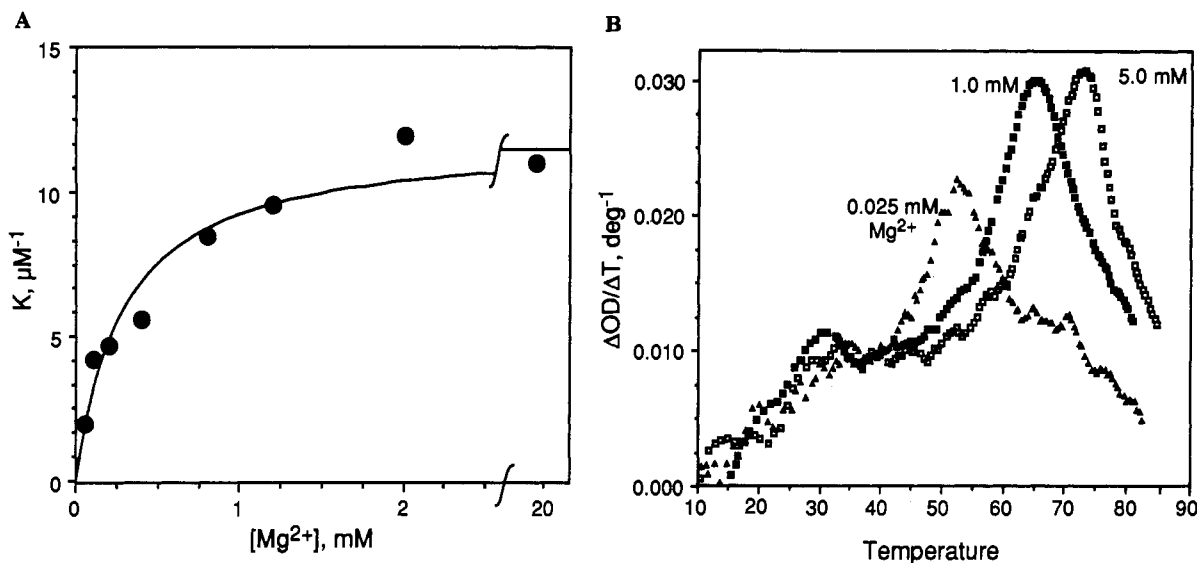 A
15
10
5
0
K, µM⁻¹
0
1
2
20
[Mg²⁺], mM
B
0.030
0.020
0.010
0.000
ΔOD/ΔT, deg⁻¹
1.0 mM
5.0 mM
0.025 mM
Mg²⁺
10
20
30
40
50
60
70
80
90
Temperature